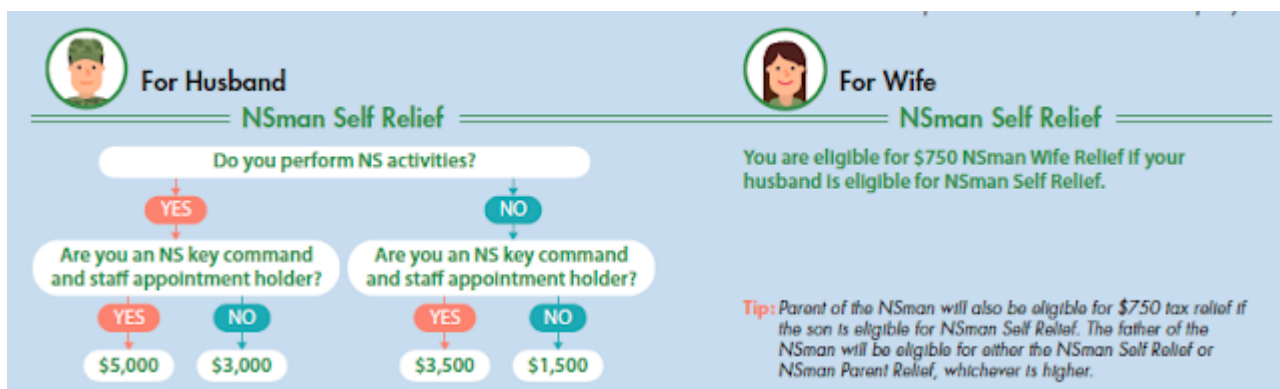 For Husband
NSman Self Relief
Do you perform NS activities?
YES
NO
Are you an NS key command
and staff appointment holder?
Are you an NS key command
and staff appointment holder?
YES
NO
YES
NO
$5,000
$3,000
$3,500
$1,500
For Wife
NSman Self Relief
You are eligible for $750 NSman Wife Relief if your
husband is eligible for NSman Self Relief.
Tip: Parent of the NSman will also be eligible for $750 tax relief if
the son is eligible for NSman Self Relief. The father of the
NSman will be eligible for either the NSman Self Relief or
NSman Parent Relief, whichever is higher.